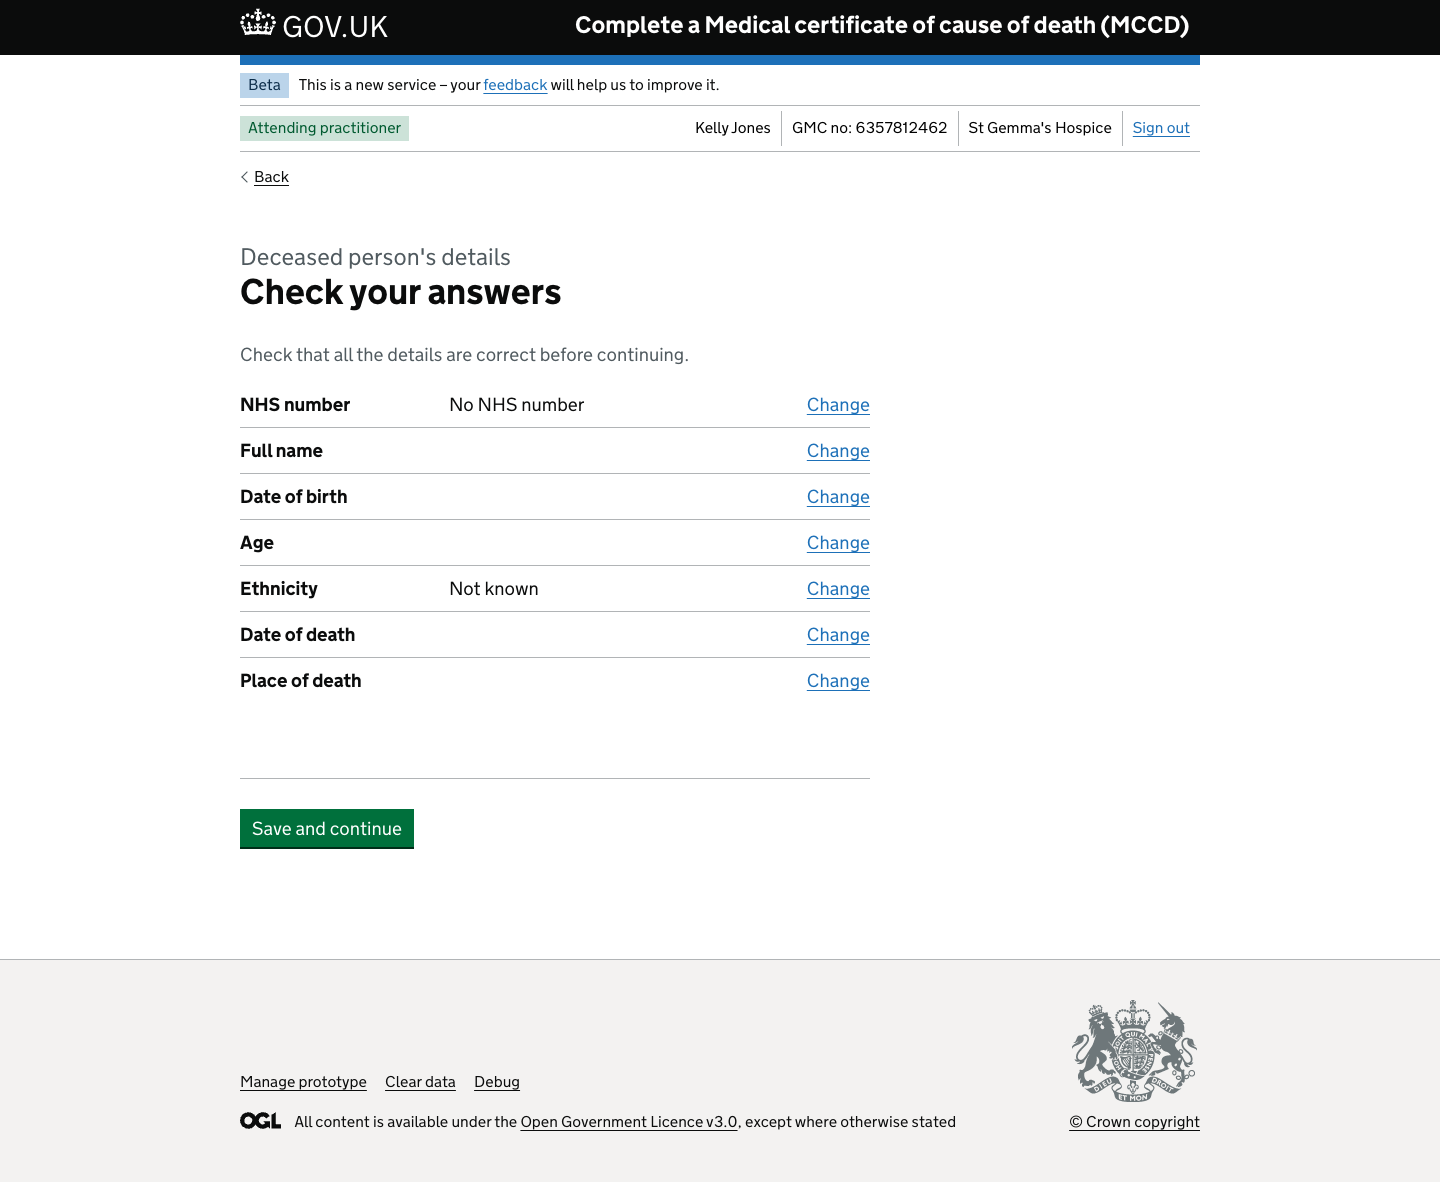 GOV.UK
Complete a Medical certificate of cause of death (MCCD)
Beta This is a new service – your feedback will help us to improve it.
Attending practitioner Kelly Jones GMC no: 6357812462 St Gemma's Hospice Sign out
Back
Deceased person's details
Check your answers
Check that all the details are correct before continuing.
NHS number No NHS number Change
Full name Change
Date of birth Change
Age Change
Ethnicity Not known Change
Date of death Change
Place of death Change
Save and continue
Manage prototype Clear data Debug
OGL All content is available under the Open Government Licence v3.0, except where otherwise stated
DIEU ET MON DROIT
© Crown copyright